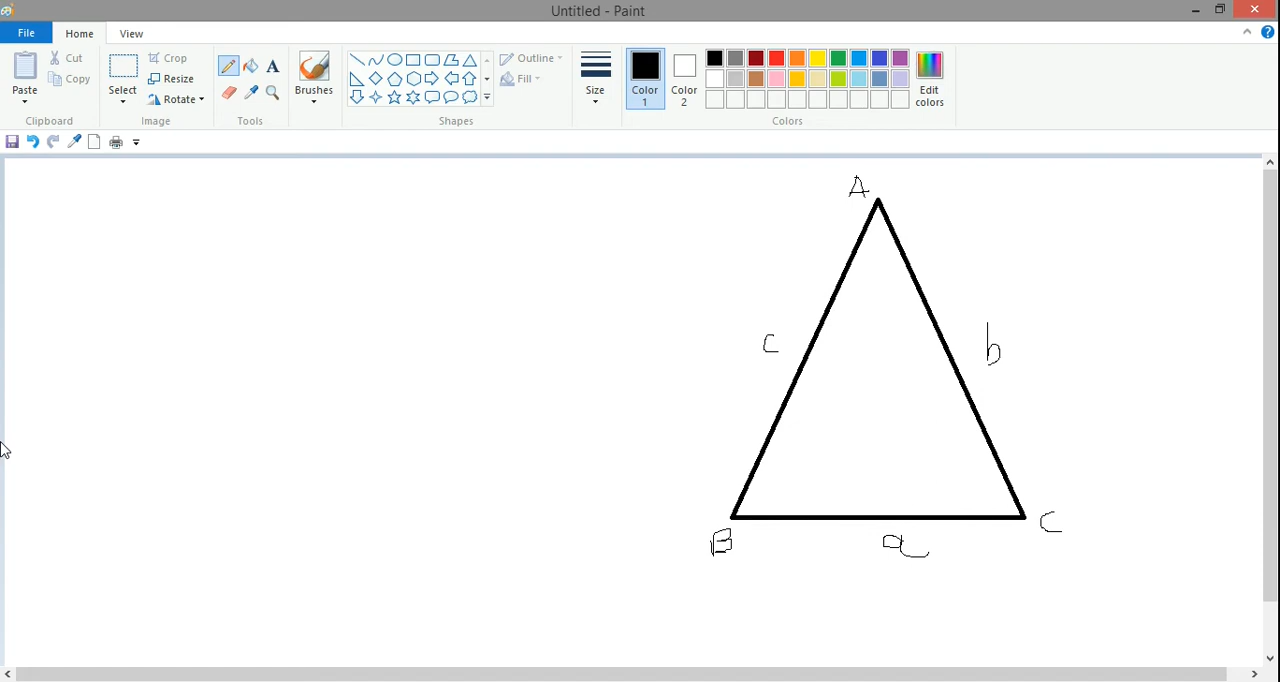 Untitled - Paint
File Home View
Paste
Cut
Copy
Clipboard
Select
Crop
Resize
Rotate
Image
A
Tools
Brushes
Shapes
Outline
Fill
Size
Color 1
Color 2
Edit colors
Colors
A
c b
B a C